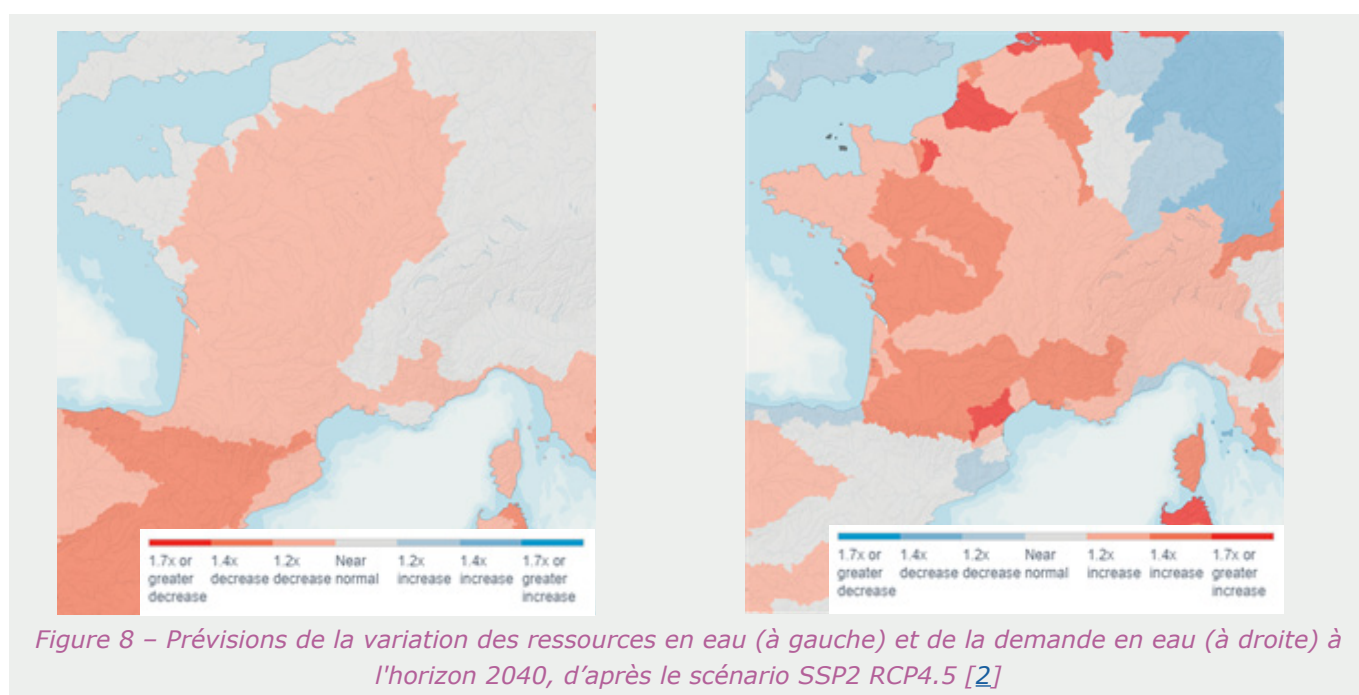 1.7x or 1.4x 1.2x Near 1.2x 1.4x 1.7x or
greater decrease decrease normal increase increase greater
decrease increase
1.7x or 1.4x 1.2x Near 1.2x 1.4x 1.7x or
greater decrease decrease normal increase increase greater
decrease increase
Figure 8 – Prévisions de la variation des ressources en eau (à gauche) et de la demande en eau (à droite) à
l'horizon 2040, d’après le scénario SSP2 RCP4.5 [2]